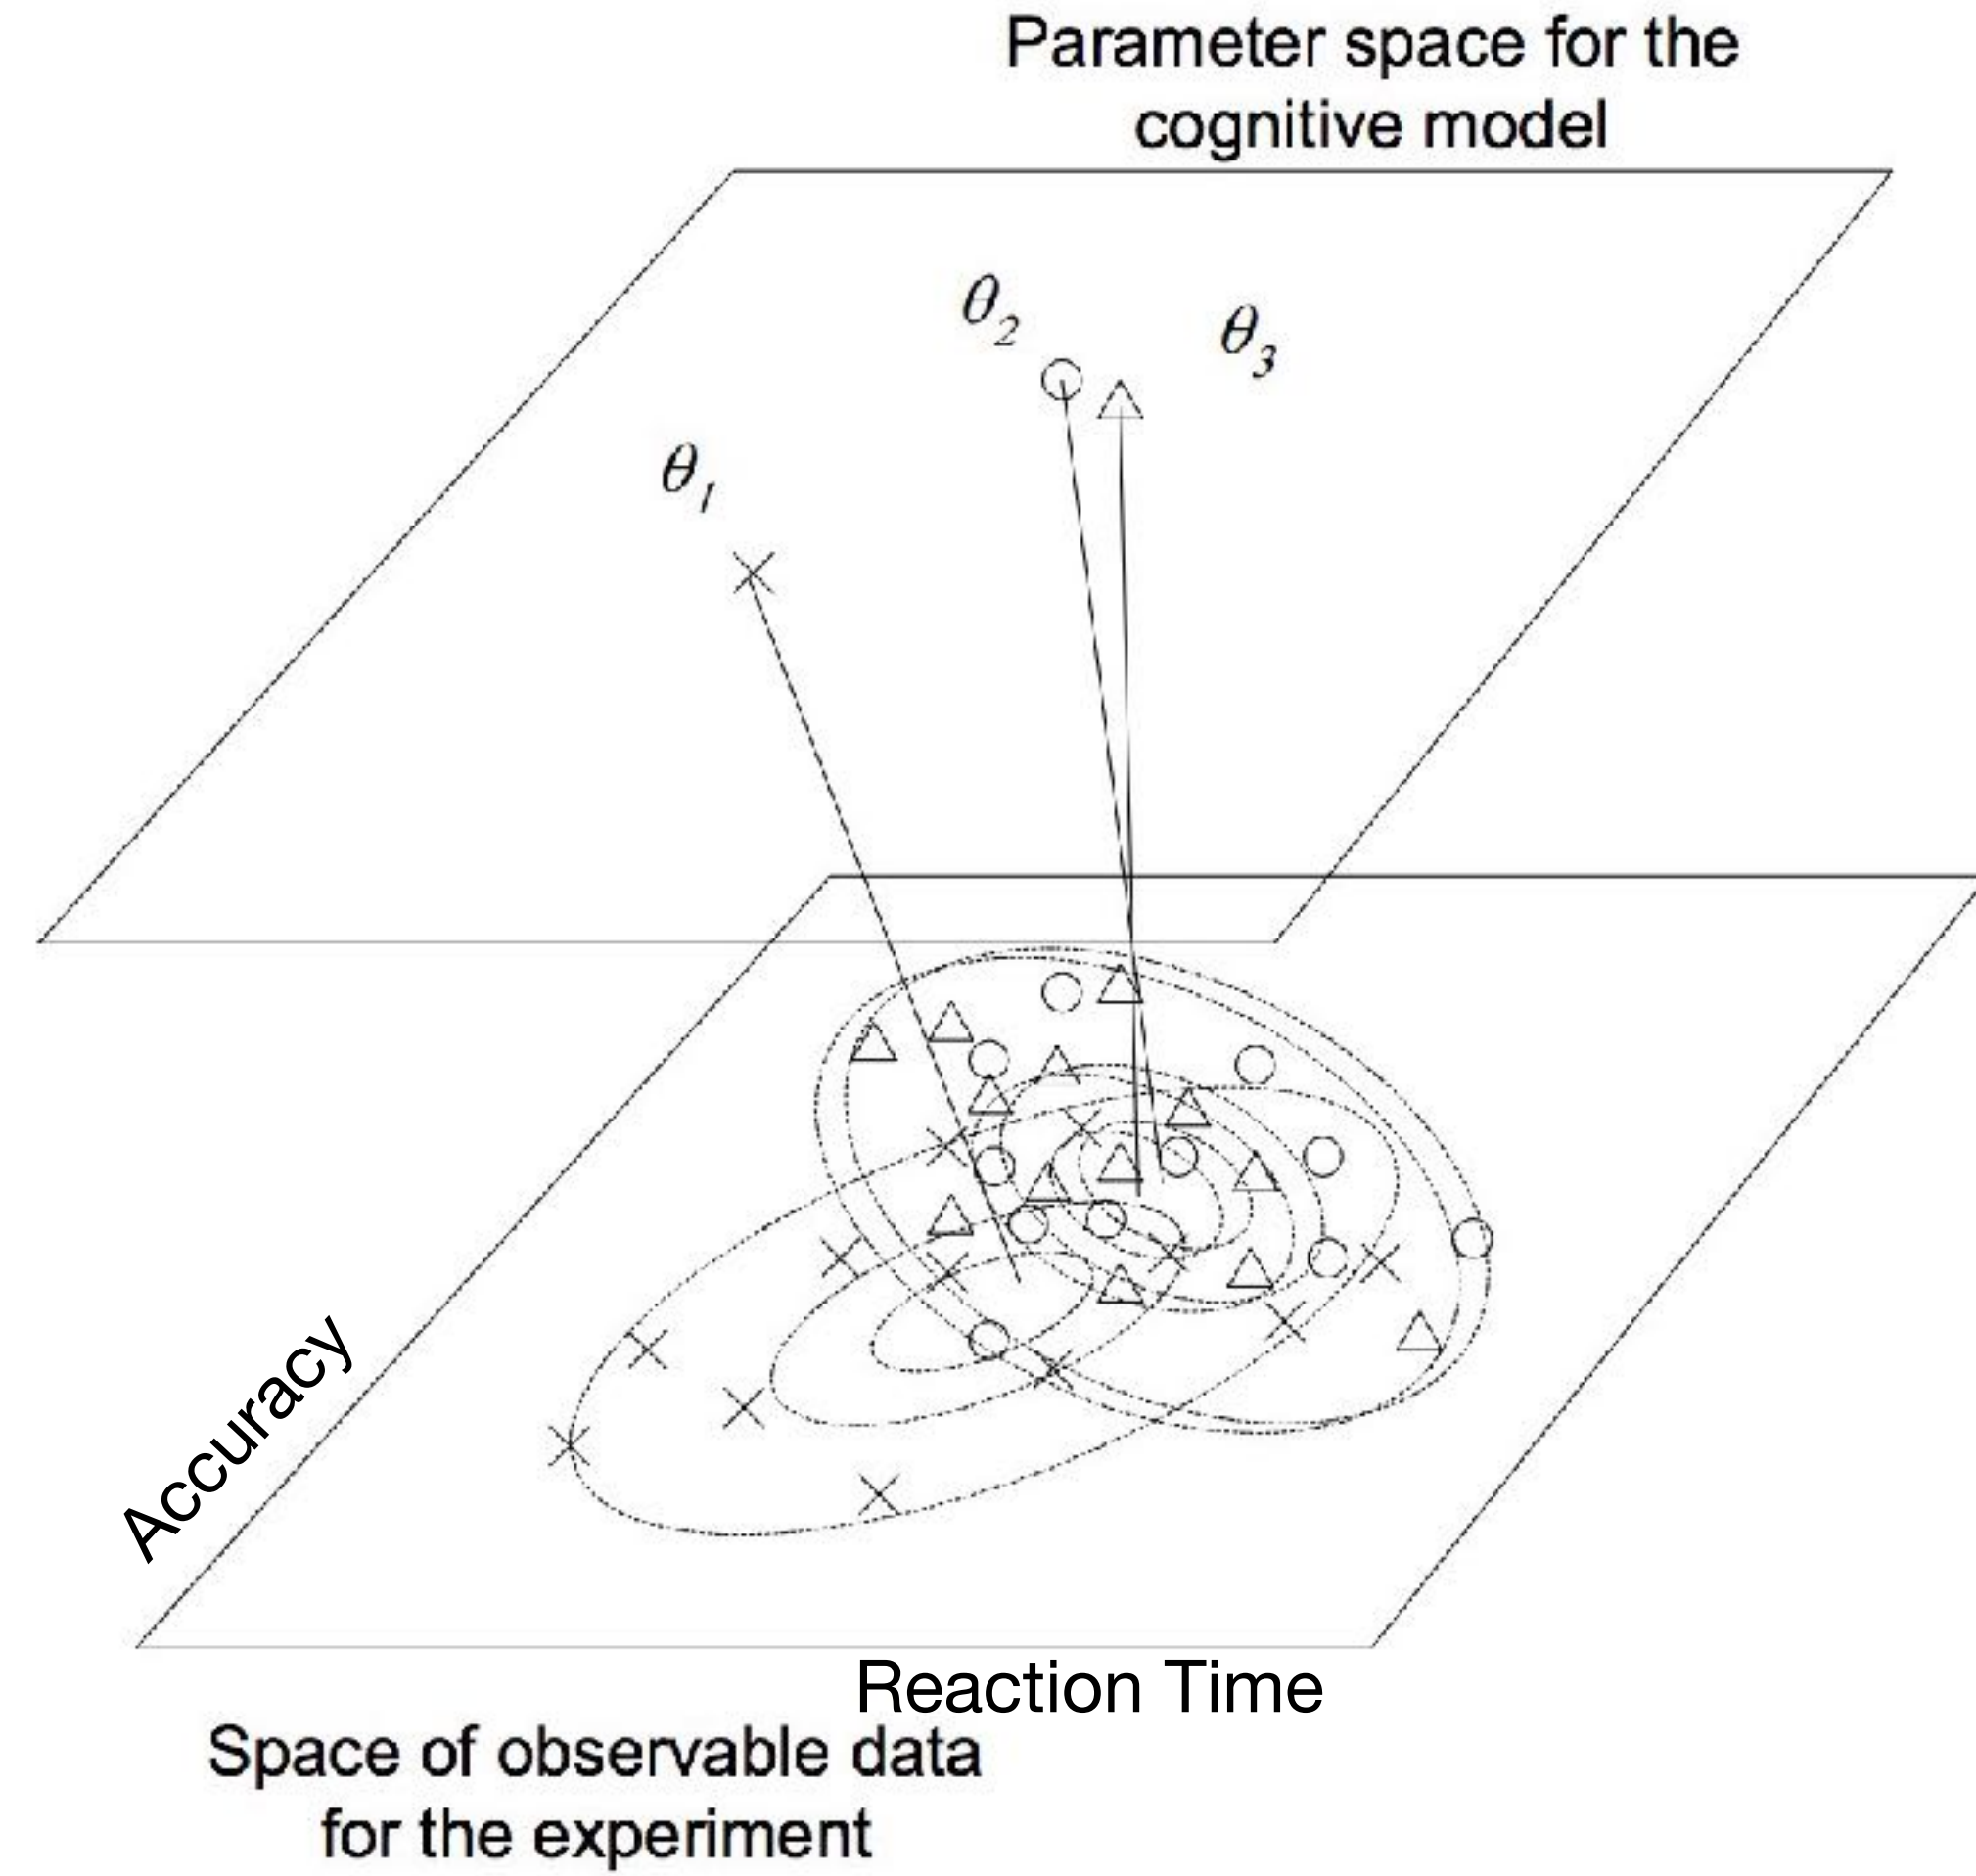 Parameter space for the
cognitive model
θ2
θ3
θ1
Accuracy
Reaction Time
Space of observable data
for the experiment